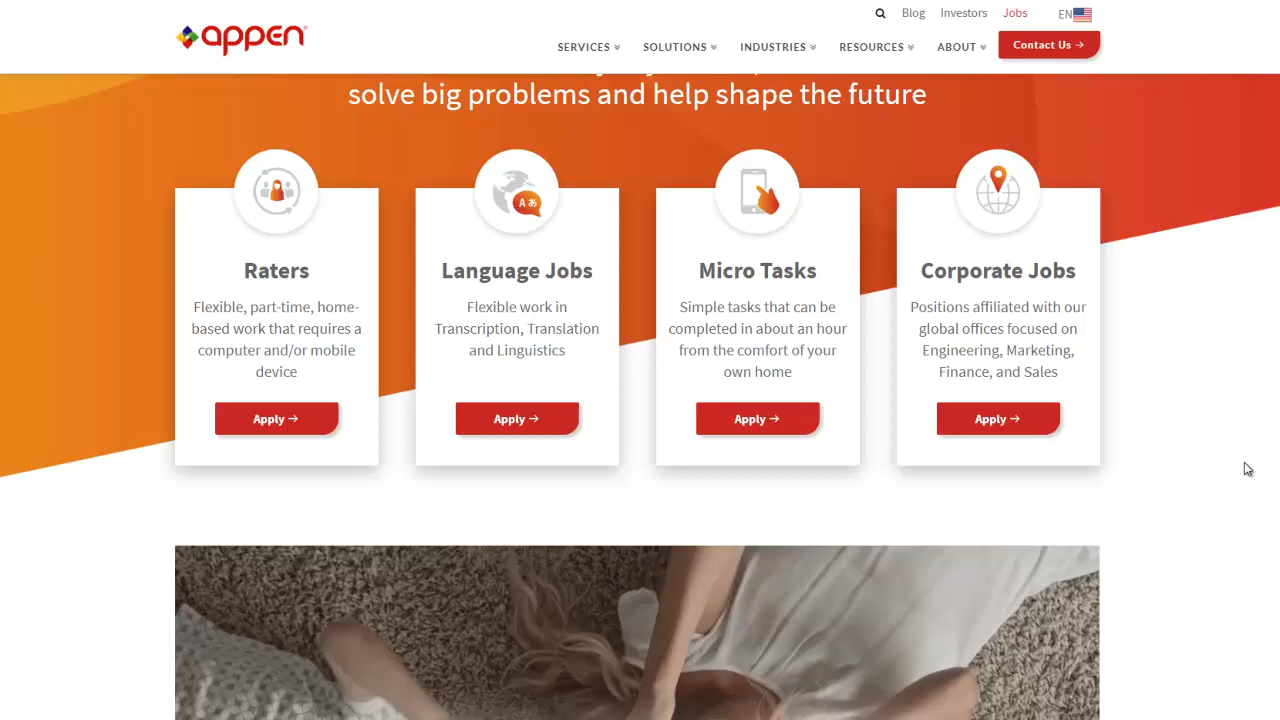 Blog
Investors
Jobs
EN
appen
SERVICES
SOLUTIONS
INDUSTRIES
RESOURCES
ABOUT
Contact Us →
solve big problems and help shape the future
A あ
Raters
Flexible, part-time, home-
based work that requires a
computer and/or mobile
device
Apply →
Language Jobs
Flexible work in
Transcription, Translation
and Linguistics
Apply →
Micro Tasks
Simple tasks that can be
completed in about an hour
from the comfort of your
own home
Apply →
Corporate Jobs
Positions affiliated with our
global offices focused on
Engineering, Marketing,
Finance, and Sales
Apply →